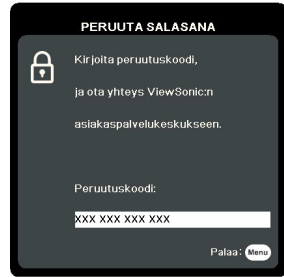 PERUUTA SALASANA
Kirjoita peruutuskoodi,
ja ota yhteys ViewSonic:n
asiakaspalvelukeskukseen.
Peruutuskoodi:
XXX XXX XXX XXX
Palaa: Menu